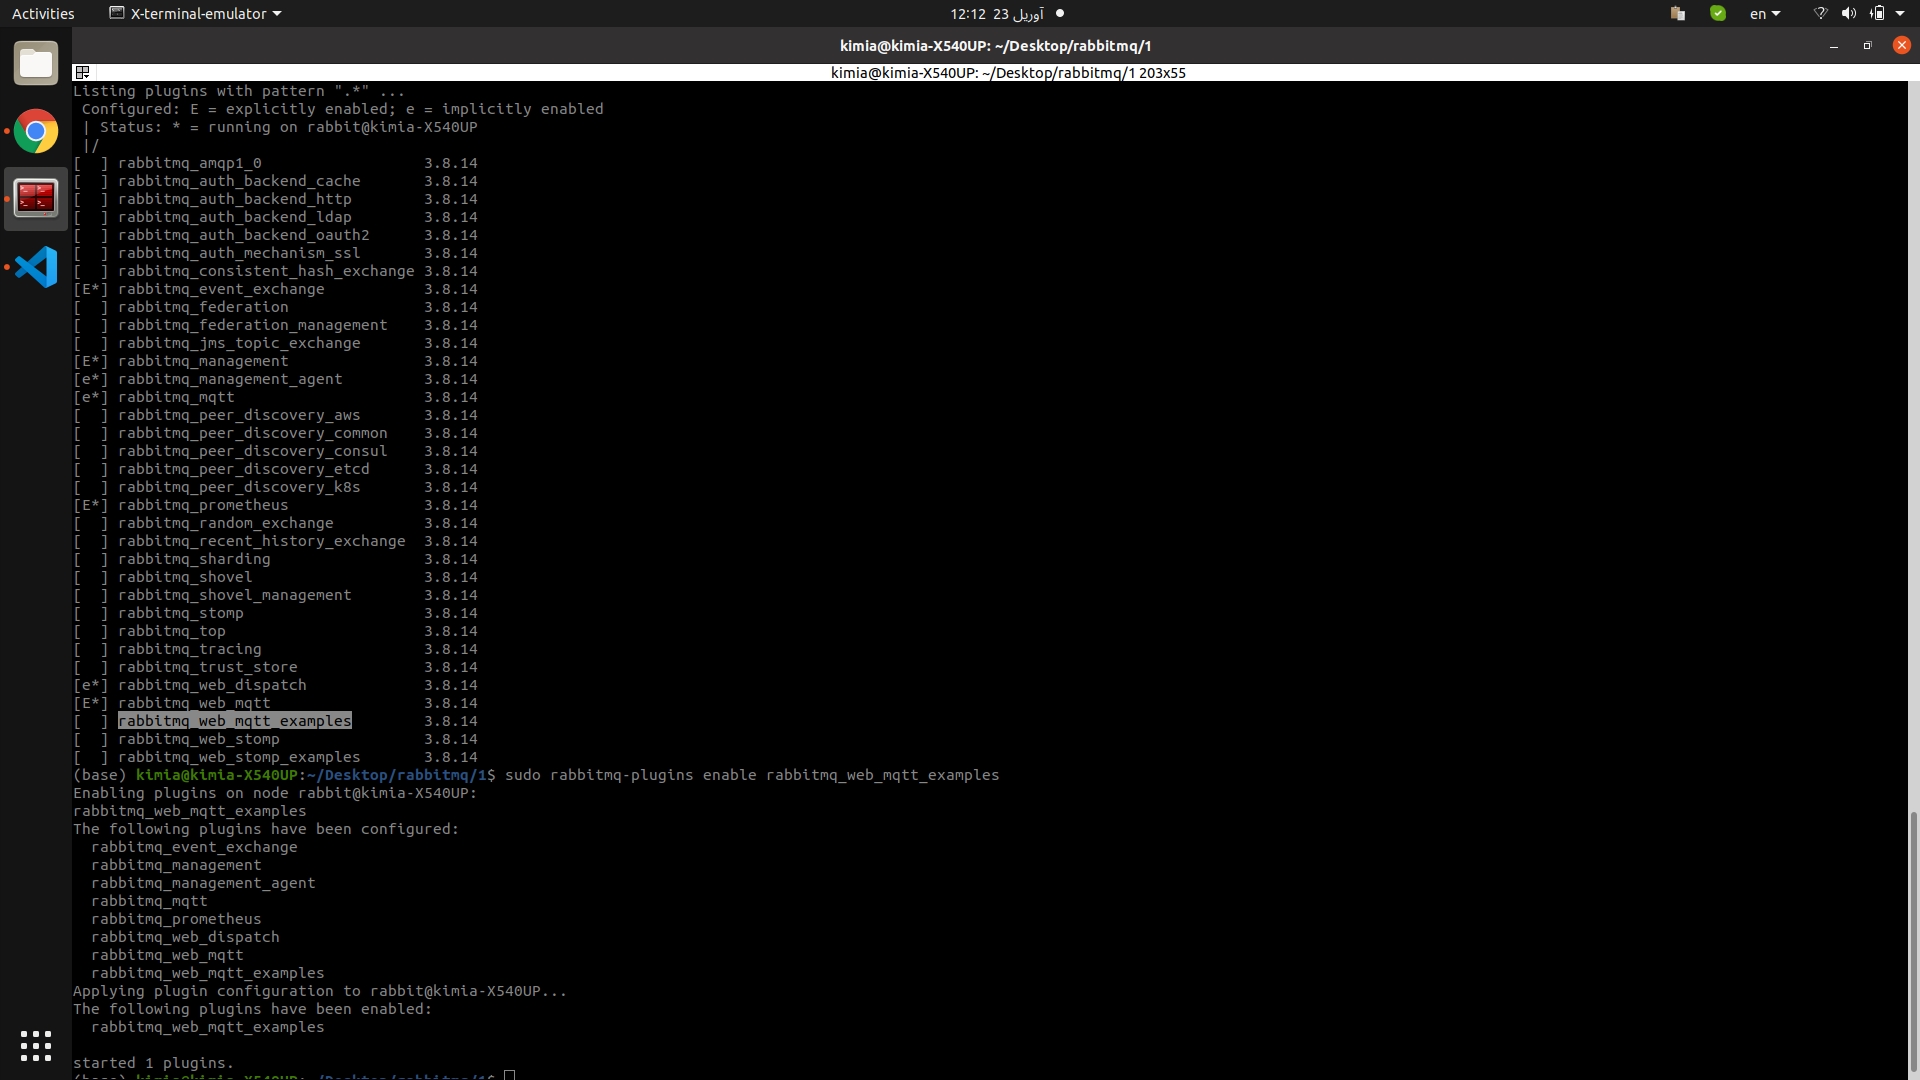 Activities X-terminal-emulator 12:12 23 آوریل en
kimia@kimia-X540UP: ~/Desktop/rabbitmq/1
kimia@kimia-X540UP: ~/Desktop/rabbitmq/1 203x55
Listing plugins with pattern ".*" ...
 Configured: E = explicitly enabled; e = implicitly enabled
 | Status: * = running on rabbit@kimia-X540UP
 |/
[  ] rabbitmq_amqp1_0                  3.8.14
[  ] rabbitmq_auth_backend_cache       3.8.14
[  ] rabbitmq_auth_backend_http        3.8.14
[  ] rabbitmq_auth_backend_ldap        3.8.14
[  ] rabbitmq_auth_backend_oauth2      3.8.14
[  ] rabbitmq_auth_mechanism_ssl       3.8.14
[  ] rabbitmq_consistent_hash_exchange 3.8.14
[E*] rabbitmq_event_exchange           3.8.14
[  ] rabbitmq_federation               3.8.14
[  ] rabbitmq_federation_management    3.8.14
[  ] rabbitmq_jms_topic_exchange       3.8.14
[E*] rabbitmq_management               3.8.14
[e*] rabbitmq_management_agent         3.8.14
[e*] rabbitmq_mqtt                     3.8.14
[  ] rabbitmq_peer_discovery_aws       3.8.14
[  ] rabbitmq_peer_discovery_common    3.8.14
[  ] rabbitmq_peer_discovery_consul    3.8.14
[  ] rabbitmq_peer_discovery_etcd      3.8.14
[  ] rabbitmq_peer_discovery_k8s       3.8.14
[E*] rabbitmq_prometheus               3.8.14
[  ] rabbitmq_random_exchange          3.8.14
[  ] rabbitmq_recent_history_exchange  3.8.14
[  ] rabbitmq_sharding                 3.8.14
[  ] rabbitmq_shovel                   3.8.14
[  ] rabbitmq_shovel_management        3.8.14
[  ] rabbitmq_stomp                    3.8.14
[  ] rabbitmq_top                      3.8.14
[  ] rabbitmq_tracing                  3.8.14
[  ] rabbitmq_trust_store              3.8.14
[e*] rabbitmq_web_dispatch             3.8.14
[E*] rabbitmq_web_mqtt                 3.8.14
[  ] rabbitmq_web_mqtt_examples        3.8.14
[  ] rabbitmq_web_stomp                3.8.14
[  ] rabbitmq_web_stomp_examples       3.8.14
(base) kimia@kimia-X540UP:~/Desktop/rabbitmq/1$ sudo rabbitmq-plugins enable rabbitmq_web_mqtt_examples
Enabling plugins on node rabbit@kimia-X540UP:
rabbitmq_web_mqtt_examples
The following plugins have been configured:
  rabbitmq_event_exchange
  rabbitmq_management
  rabbitmq_management_agent
  rabbitmq_mqtt
  rabbitmq_prometheus
  rabbitmq_web_dispatch
  rabbitmq_web_mqtt
  rabbitmq_web_mqtt_examples
Applying plugin configuration to rabbit@kimia-X540UP...
The following plugins have been enabled:
  rabbitmq_web_mqtt_examples
started 1 plugins.
(base) kimia@kimia-X540UP:~/Desktop/rabbitmq/1$